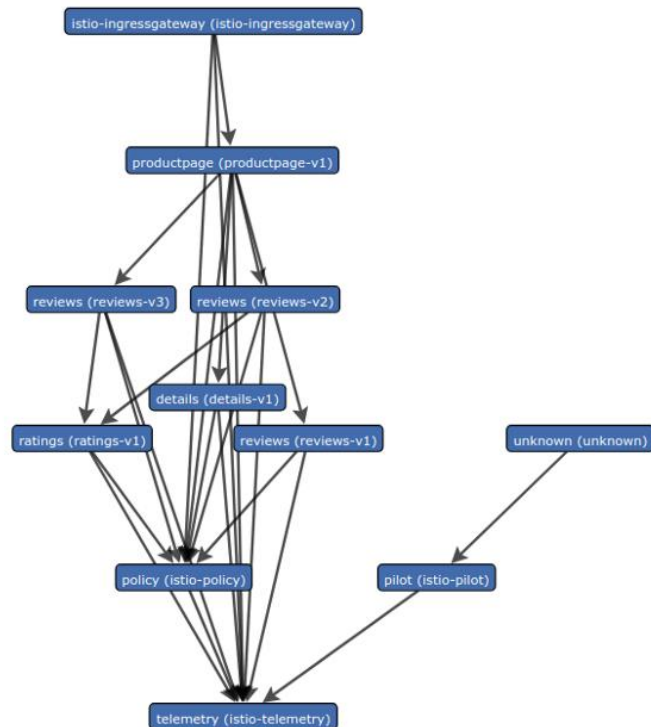 istio-ingressgateway (istio-ingressgateway)
productpage (productpage-v1)
reviews (reviews-v3)
reviews (reviews-v2)
details (details-v1)
ratings (ratings-v1)
reviews (reviews-v1)
unknown (unknown)
policy (istio-policy)
pilot (istio-pilot)
telemetry (istio-telemetry)